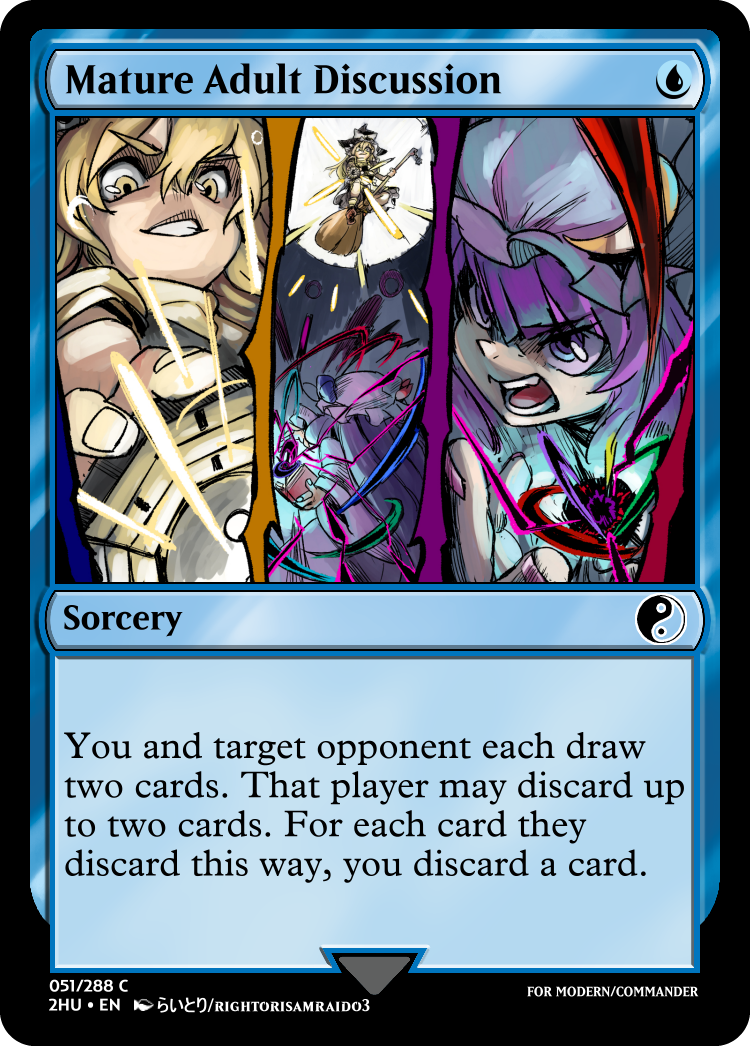 Mature Adult Discussion
Sorcery
You and target opponent each draw
two cards. That player may discard up
to two cards. For each card they
discard this way, you discard a card.
051/288 C
2HU • EN らいとり/RIGHTORISAMRAIDO3
FOR MODERN/COMMANDER